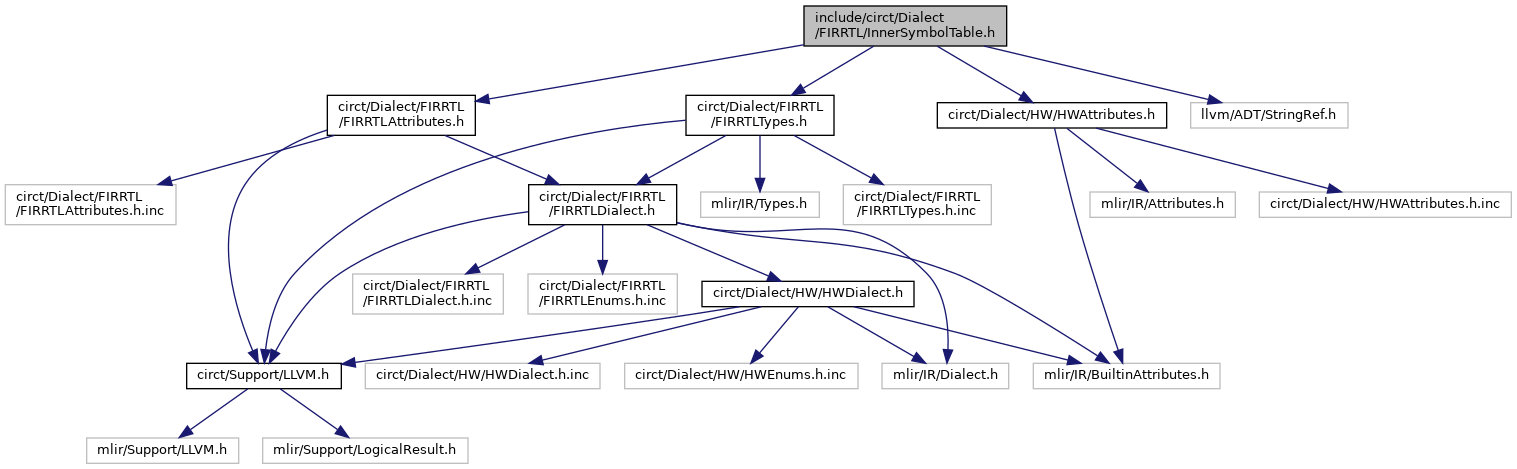 include/circt/Dialect
/FIRRTL/InnerSymbolTable.h
circt/Dialect/FIRRTL
/FIRRTLAttributes.h
circt/Dialect/FIRRTL
/FIRRTLTypes.h
circt/Dialect/HW/HWAttributes.h
llvm/ADT/StringRef.h
circt/Dialect/FIRRTL
/FIRRTLAttributes.h.inc
circt/Dialect/FIRRTL
/FIRRTLDialect.h
mlir/IR/Types.h
circt/Dialect/FIRRTL
/FIRRTLTypes.h.inc
mlir/IR/Attributes.h
circt/Dialect/HW/HWAttributes.h.inc
circt/Dialect/FIRRTL
/FIRRTLDialect.h.inc
circt/Dialect/FIRRTL
/FIRRTLEnums.h.inc
circt/Dialect/HW/HWDialect.h
circt/Support/LLVM.h
circt/Dialect/HW/HWDialect.h.inc
circt/Dialect/HW/HWEnums.h.inc
mlir/IR/Dialect.h
mlir/IR/BuiltinAttributes.h
mlir/Support/LLVM.h
mlir/Support/LogicalResult.h